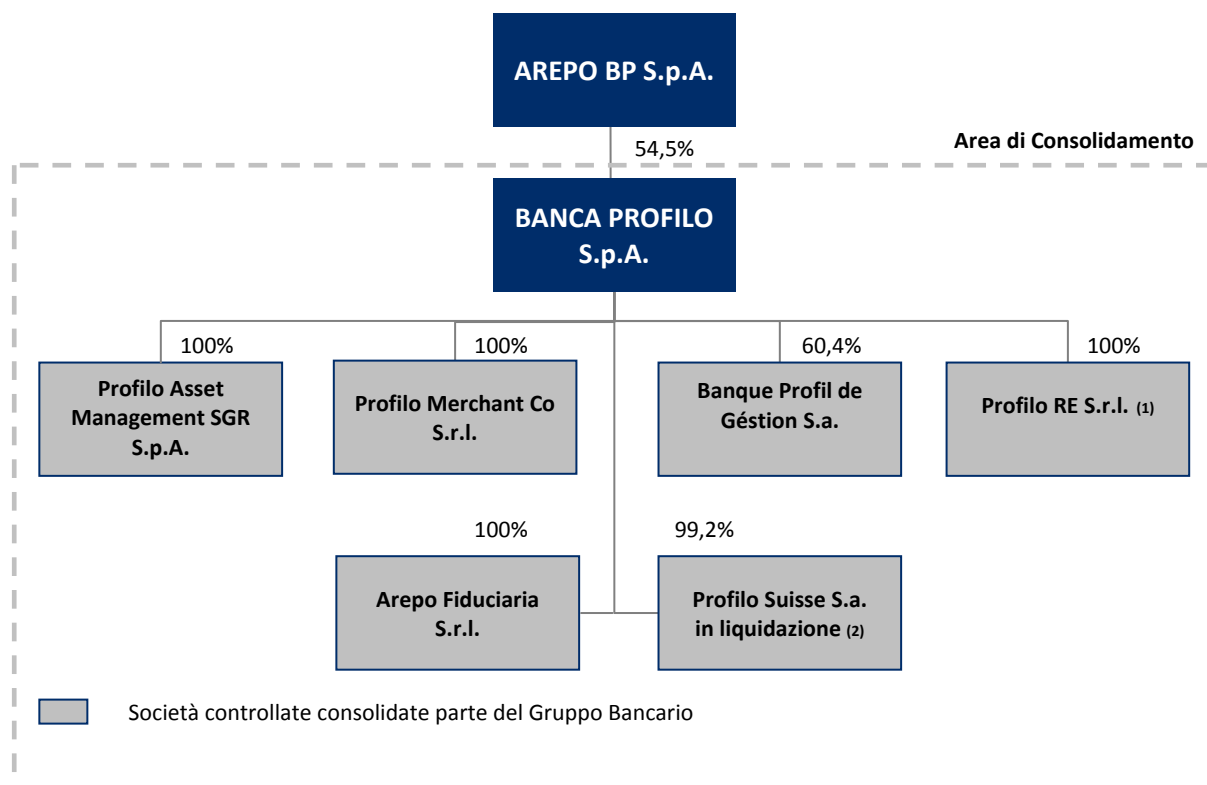 AREPO BP S.p.A.
54,5%
Area di Consolidamento
BANCA PROFILO
S.p.A.
100%
100%
60,4%
100%
Profilo Asset
Management SGR
S.p.A.
Profilo Merchant Co
S.r.l.
Banque Profil de
Géstion S.a.
Profilo RE S.r.l. (1)
100%
99,2%
Arepo Fiduciaria
S.r.l.
Profilo Suisse S.a.
in liquidazione (2)
Società controllate consolidate parte del Gruppo Bancario